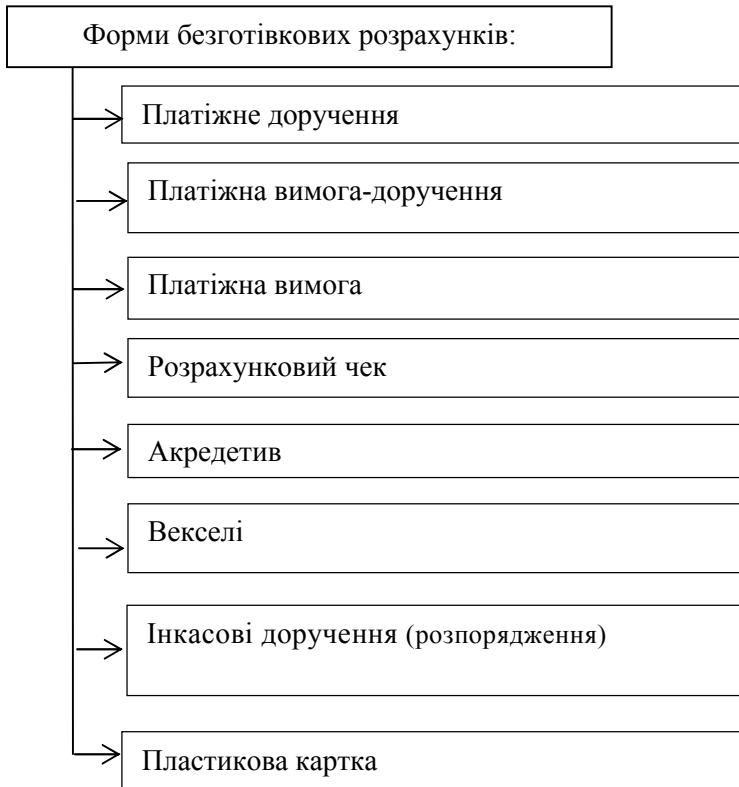 Форми безготівкових розрахунків:
Платіжне доручення
Платіжна вимога-доручення
Платіжна вимога
Розрахунковий чек
Акредетив
Векселі
Інкасові доручення (розпорядження)
Пластикова картка